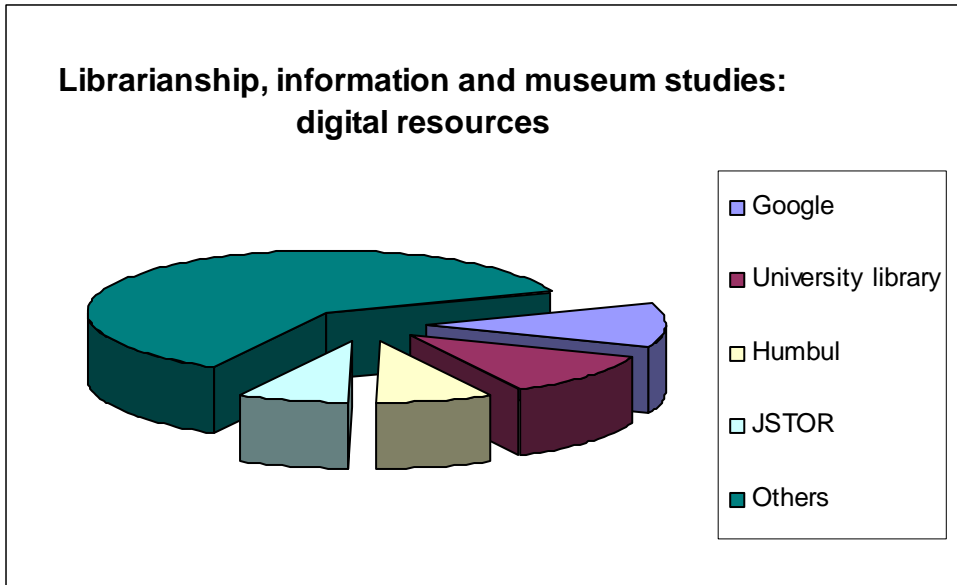 Librarianship, information and museum studies:
digital resources
Google
University library
Humbul
JSTOR
Others